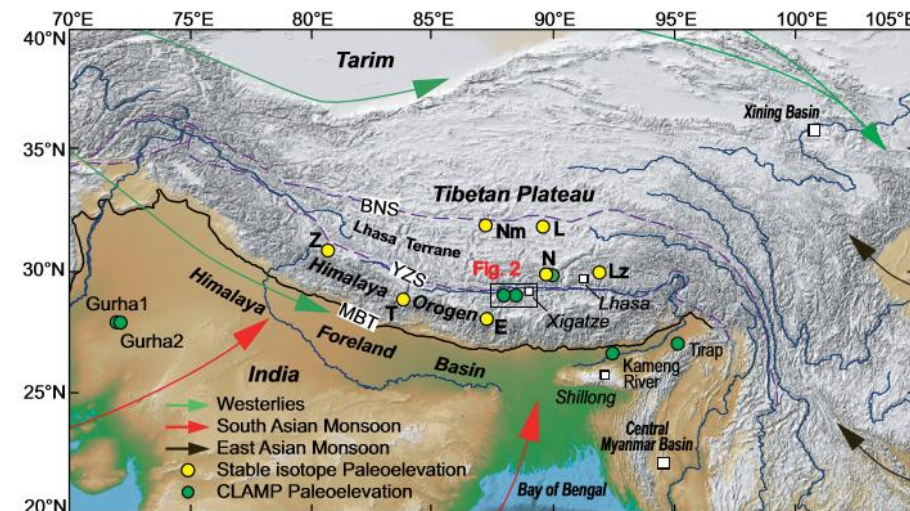 70°E 75°E 80°E 85°E 90°E 95°E 100°E 105°E
40°N
Tarim
Xining Basin
35°N
Tibetan Plateau
BNS
Nm
L
Lhasa Terrane
Z
N
30°N
YZS
Fig. 2
Lz
Himalaya
Himalaya Orogen
Lhasa
T
MBT
E
Xigatze
Gurha1
Gurha2
Foreland
Basin
Tirap
Kameng
River
India
25°N
Shillong
Westerlies
South Asian Monsoon
East Asian Monsoon
Stable isotope Paleoelevation
CLAMP Paleoelevation
Central
Myanmar Basin
Bay of Bengal
20°N